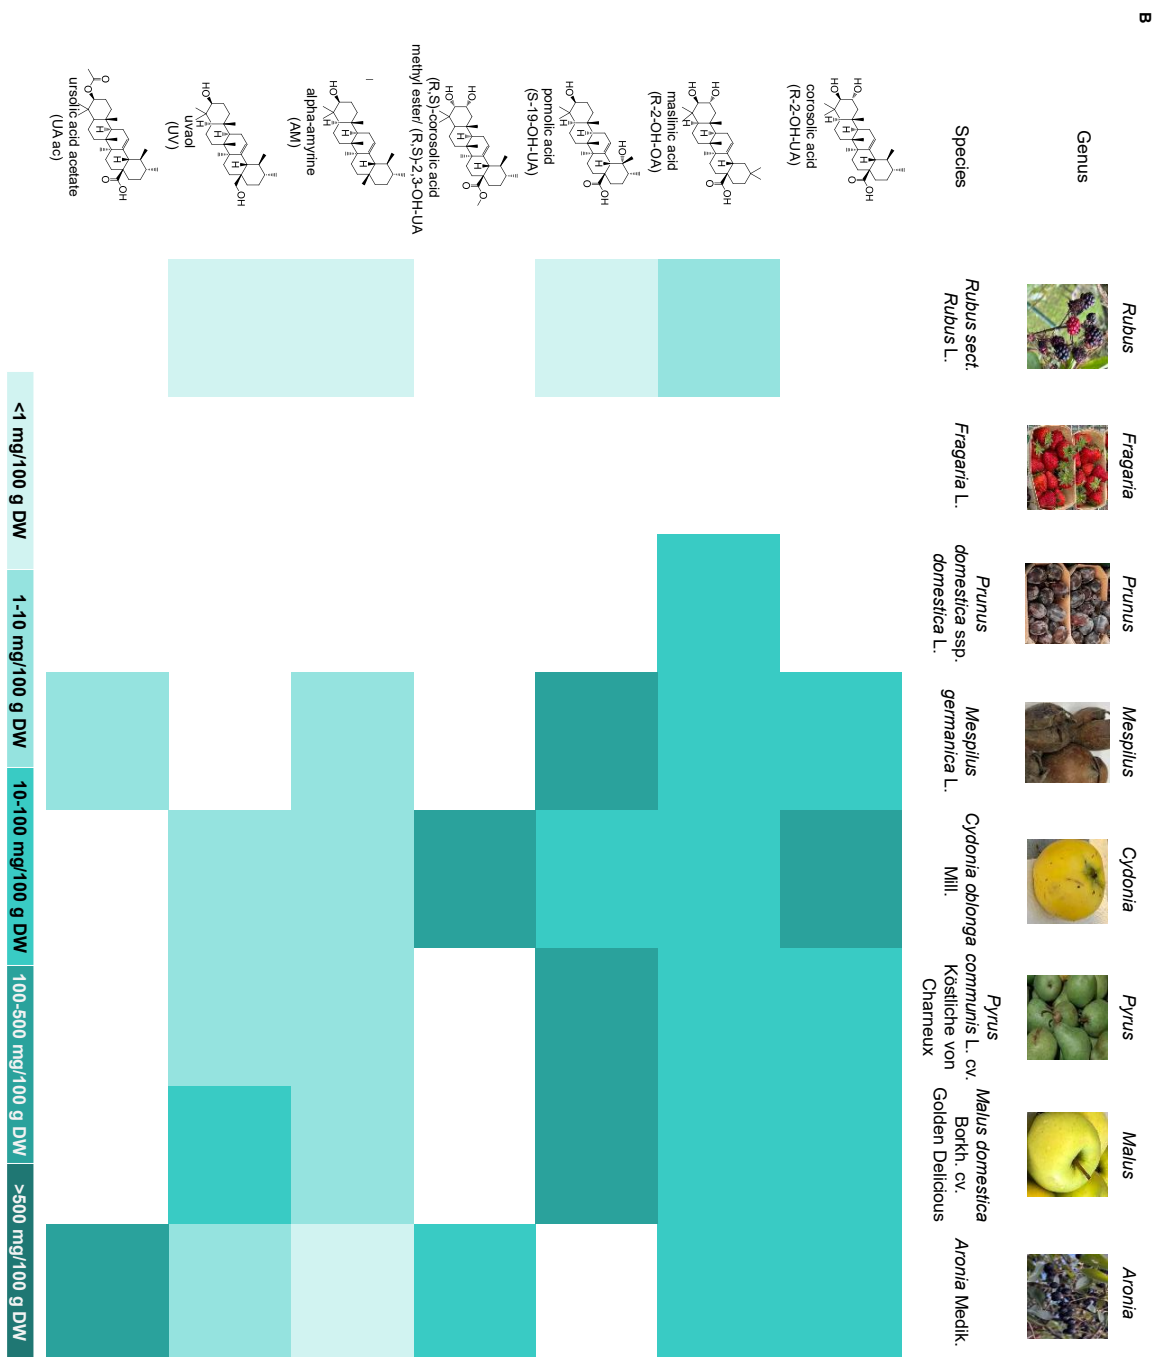 B
Genus
Rubus
Fragaria
Prunus
Mespilus
Cydonia
Pyrus
Malus
Aronia
Species
Rubus sect.
Rubus L.
Fragaria L.
Prunus
domestica ssp.
domestica L.
Mespilus
germanica L.
Cydonia oblonga
Mill.
Pyrus
communis L. cv.
Köstliche von
Charneux
Malus domestica
Borkh. cv.
Golden Delicious
Aronia Medik.
corosolic acid
(R-2-OH-UA)
maslinic acid
(R-2-OH-OA)
pomolic acid
(S-19-OH-UA)
(R,S)-corosolic acid
methyl ester/ (R,S)-2,3-OH-UA
alpha-amyrine
(AM)
uvaol
(UV)
ursolic acid acetate
(UAac)
<1 mg/100 g DW
1-10 mg/100 g DW
10-100 mg/100 g DW
100-500 mg/100 g DW
>500 mg/100 g DW